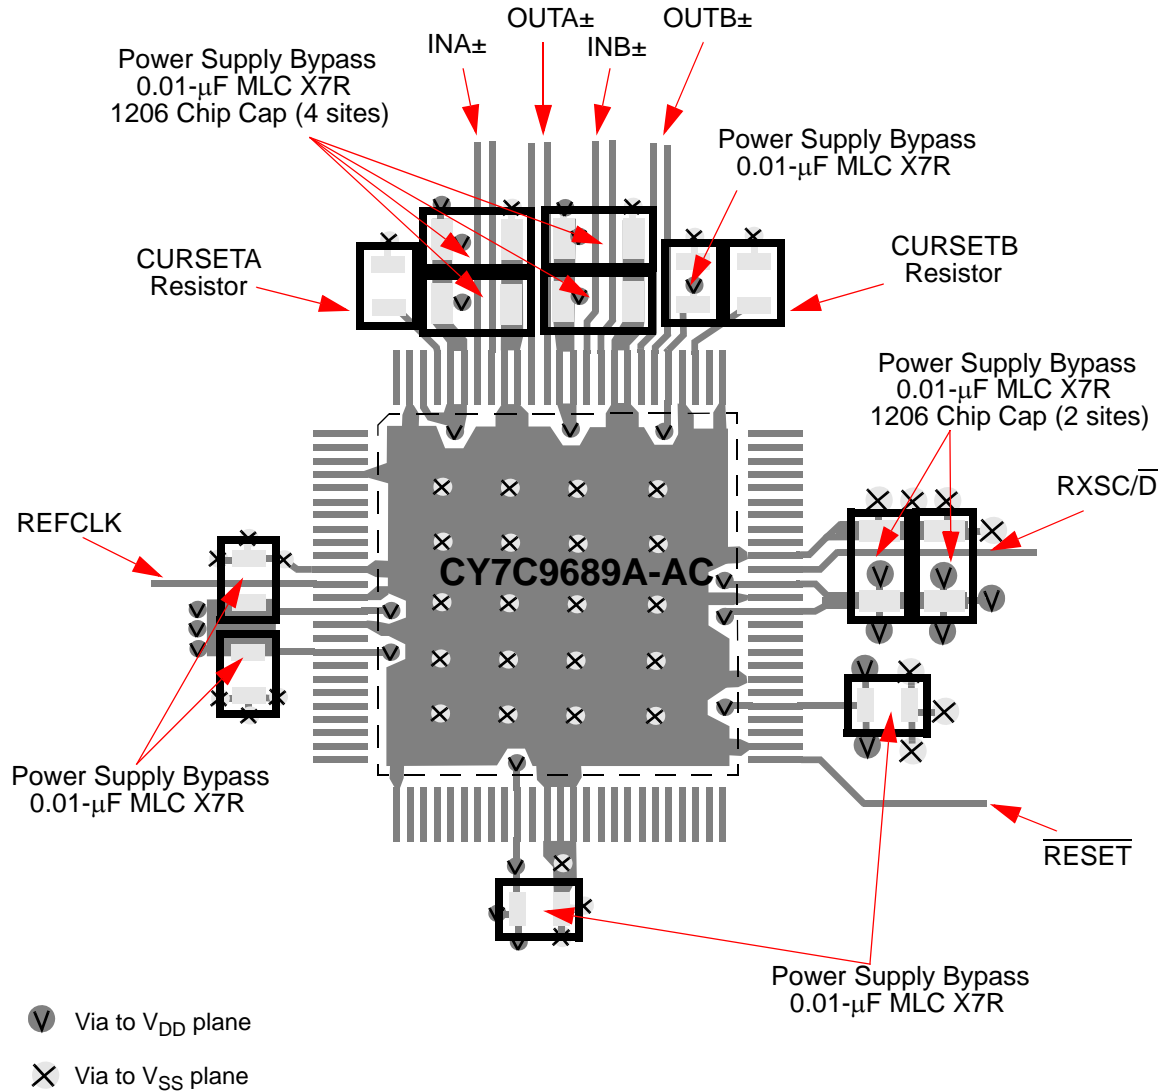 OUTA±
OUTB±
INA±
INB±
Power Supply Bypass
0.01-μF MLC X7R
1206 Chip Cap (4 sites)
Power Supply Bypass
0.01-μF MLC X7R
CURSETA
Resistor
CURSETB
Resistor
Power Supply Bypass
0.01-μF MLC X7R
1206 Chip Cap (2 sites)
RXSC/D̅
REFCLK
CY7C9689A-AC
Power Supply Bypass
0.01-μF MLC X7R
R̅E̅S̅E̅T̅
Power Supply Bypass
0.01-μF MLC X7R
V Via to VDD plane
X Via to VSS plane